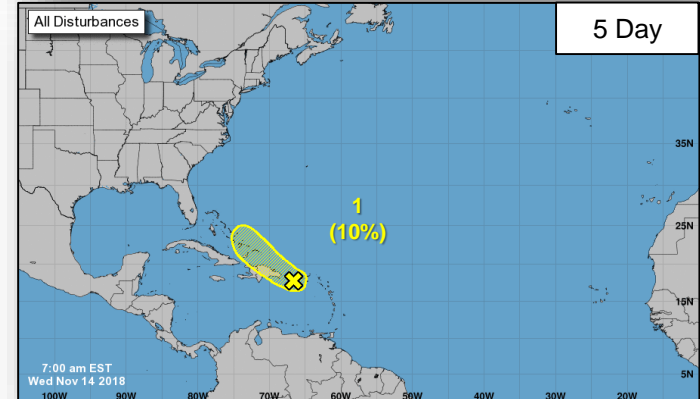 All Disturbances
5 Day
1
(10%)
35N
25N
15N
5N
7:00 am EST
Wed Nov 14 2018
100W 90W 80W 70W 60W 50W 40W 30W 20W